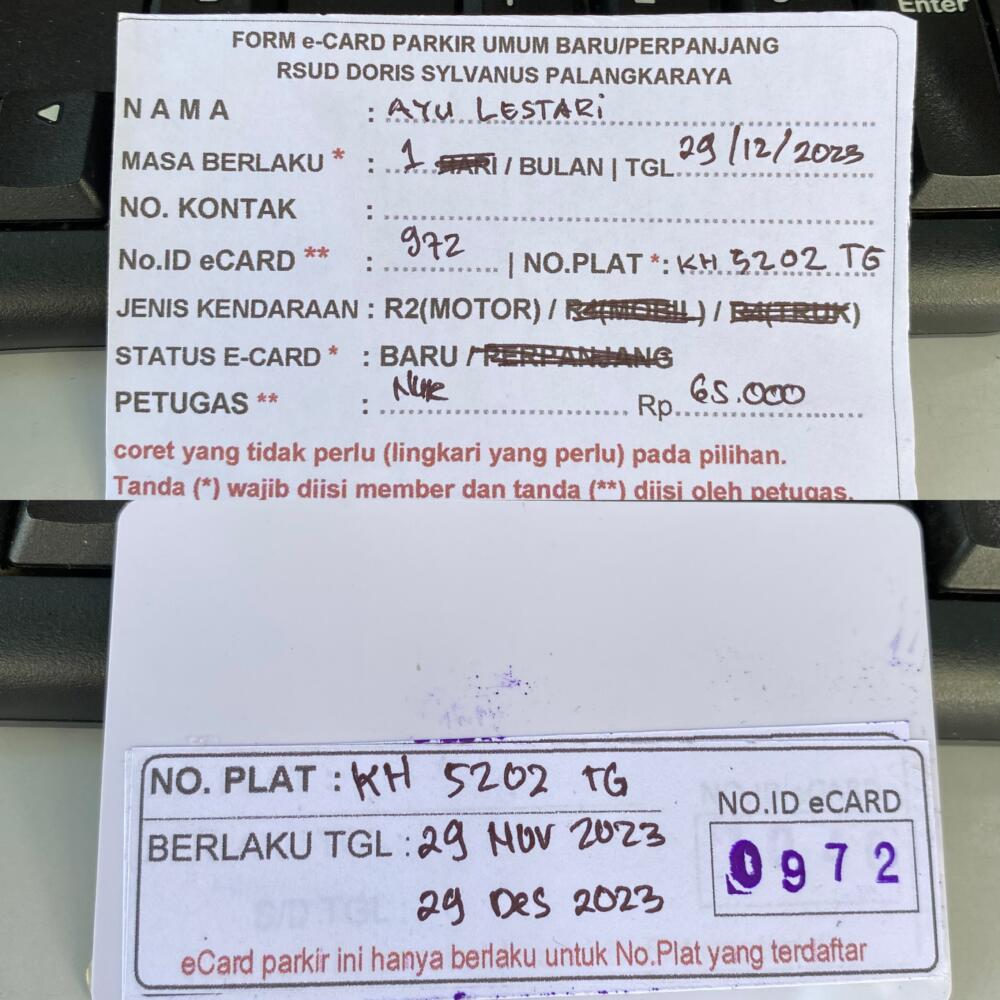 Enter
FORM e-CARD PARKIR UMUM BARU/PERPANJANG
RSUD DORIS SYLVANUS PALANGKARAYA
N A M A : AYU LESTARi
MASA BERLAKU * : 1 HARI / BULAN | TGL 29/12/2023
NO. KONTAK :
No.ID eCARD ** : 972 | NO.PLAT *: KH 5202 TG
JENIS KENDARAAN : R2(MOTOR) / R4(MOBIL) / R4(TRUK)
STATUS E-CARD * : BARU / PERPANJANG
PETUGAS ** : NUR Rp. 65.000
coret yang tidak perlu (lingkari yang perlu) pada pilihan.
Tanda (*) wajib diisi member dan tanda (**) diisi oleh petugas.
NO. PLAT : KH 5202 TG
BERLAKU TGL : 29 NOV 2023
29 DES 2023
S/D TGL :
NO.ID eCARD
0972
eCard parkir ini hanya berlaku untuk No.Plat yang terdaftar